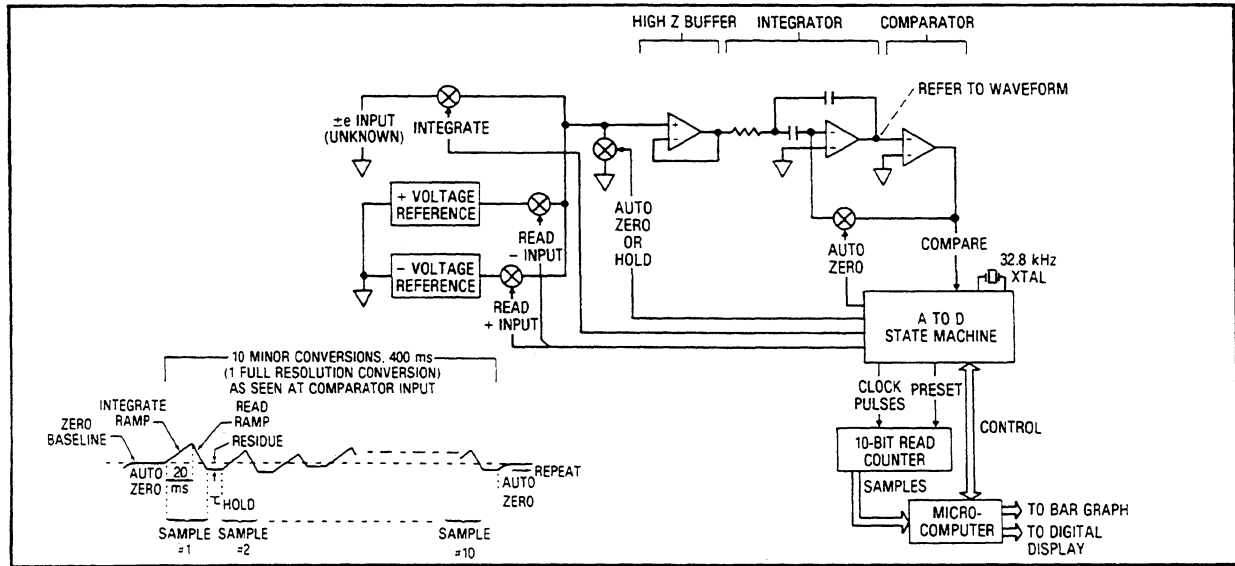 HIGH Z BUFFER
INTEGRATOR
COMPARATOR
REFER TO WAVEFORM
±e INPUT
(UNKNOWN)
INTEGRATE
+
-
-
-
-
-
+ VOLTAGE
REFERENCE
READ
- INPUT
AUTO
ZERO
OR
HOLD
AUTO
ZERO
COMPARE
32.8 kHz
XTAL
- VOLTAGE
REFERENCE
READ
+ INPUT
A TO D
STATE MACHINE
10 MINOR CONVERSIONS, 400 ms
(1 FULL RESOLUTION CONVERSION)
AS SEEN AT COMPARATOR INPUT
CLOCK
PULSES
PRESET
CONTROL
INTEGRATE
RAMP
READ
RAMP
ZERO
BASELINE
RESIDUE
10-BIT READ
COUNTER
AUTO
ZERO
20
ms
HOLD
REPEAT
AUTO
ZERO
SAMPLES
SAMPLE
#1
SAMPLE
#2
SAMPLE
#10
MICRO-
COMPUTER
TO BAR GRAPH
TO DIGITAL
DISPLAY